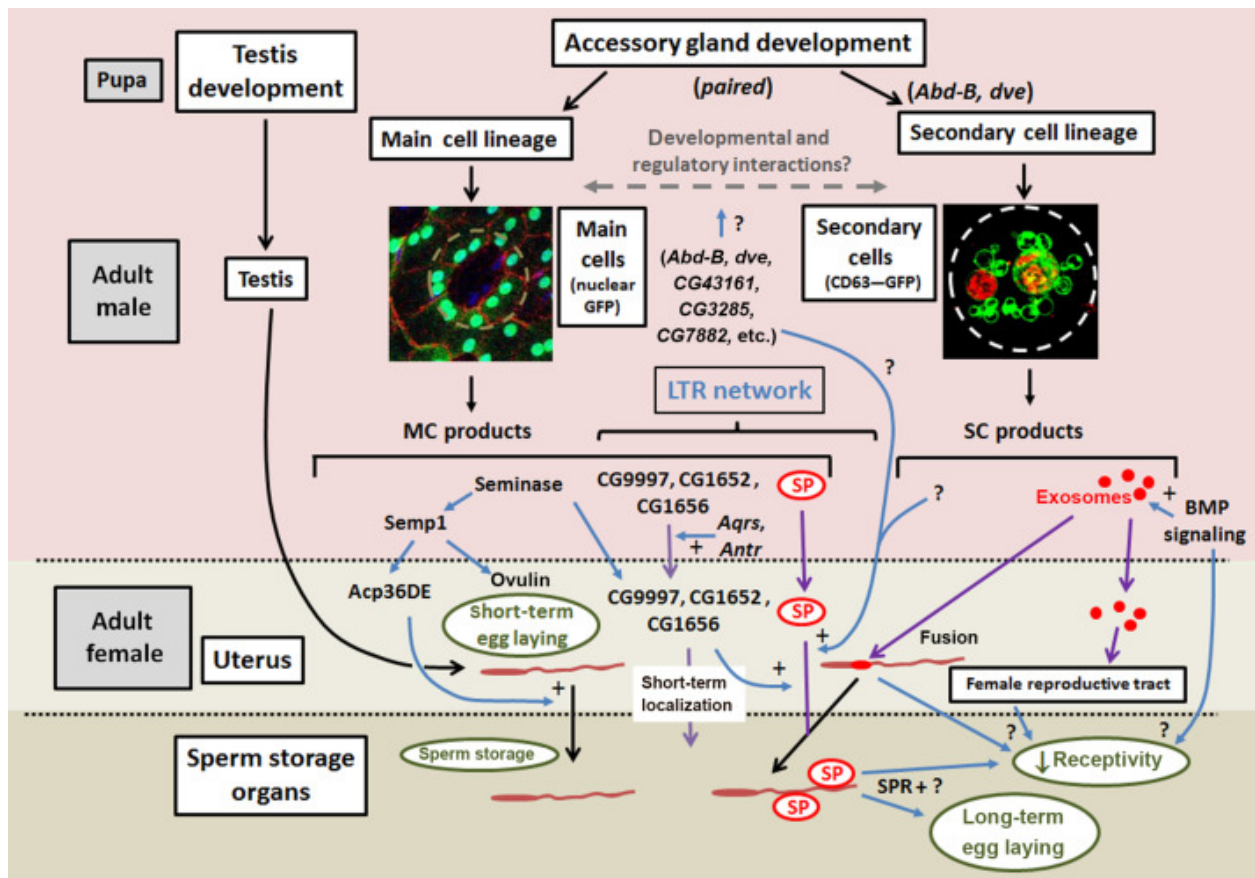 Accessory gland development
Testis
development
Pupa
(paired)
(Abd-B, dve)
Main cell lineage
Secondary cell lineage
Developmental and
regulatory interactions?
?
Main
cells
(nuclear
GFP)
Secondary
cells
(CD63—GFP)
(Abd-B, dve,
CG43161,
CG3285,
CG7882, etc.)
Adult
male
Testis
?
LTR network
MC products
SC products
Seminase
CG9997, CG1652,
CG1656
SP
?
Exosomes
+
BMP
signaling
Semp1
Aqrs,
+
Antr
Adult
female
Uterus
Acp36DE
Ovulin
Short-term
egg laying
CG9997, CG1652,
CG1656
SP
+
Fusion
+
+
Short-term
localization
Female reproductive tract
Sperm storage
organs
Sperm storage
?
?
↓ Receptivity
SP
SP
SPR + ?
Long-term
egg laying